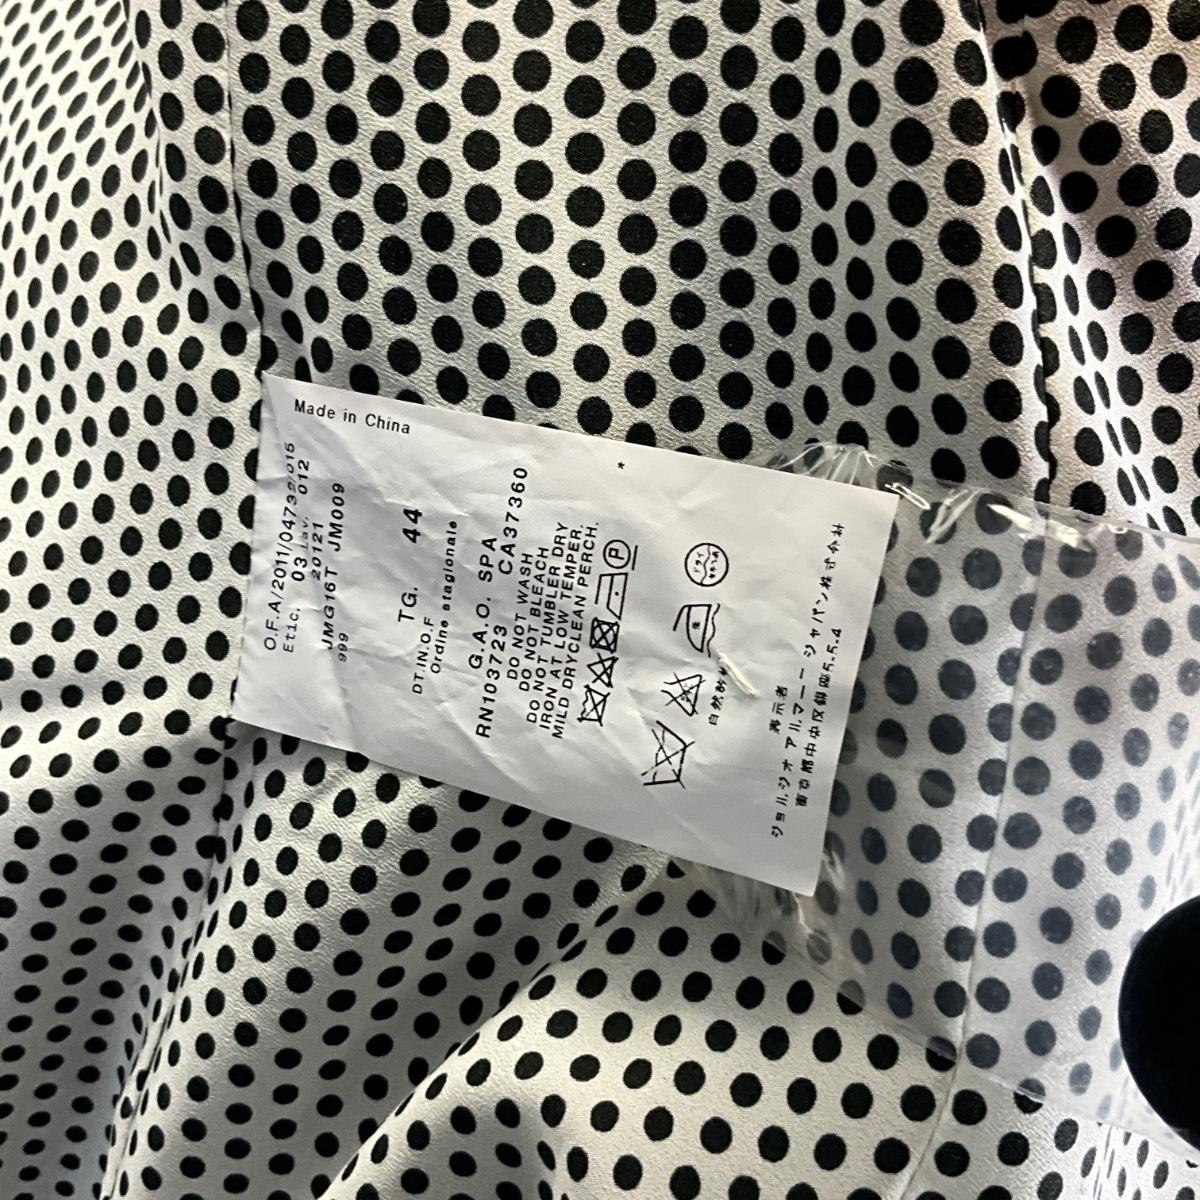 Made in China
O.F.A/2011/0473
Etic. 03 Lav. 012
20121
JMG16T JM009
999
TG. 44
DT.IN.O.F
Ordine stagionale
G.A.O. SPA
RN103723 CA37360
DO NOT WASH
DO NOT BLEACH
DO NOT TUMBLER DRY
IRON AT LOW TEMPER.
MILD DRYCLEAN PERCH.
P
*
ドライ
自然
表示者
ジョルジオ アルマーニ ジャパン株式会社
東京都中央区銀座5-5-4